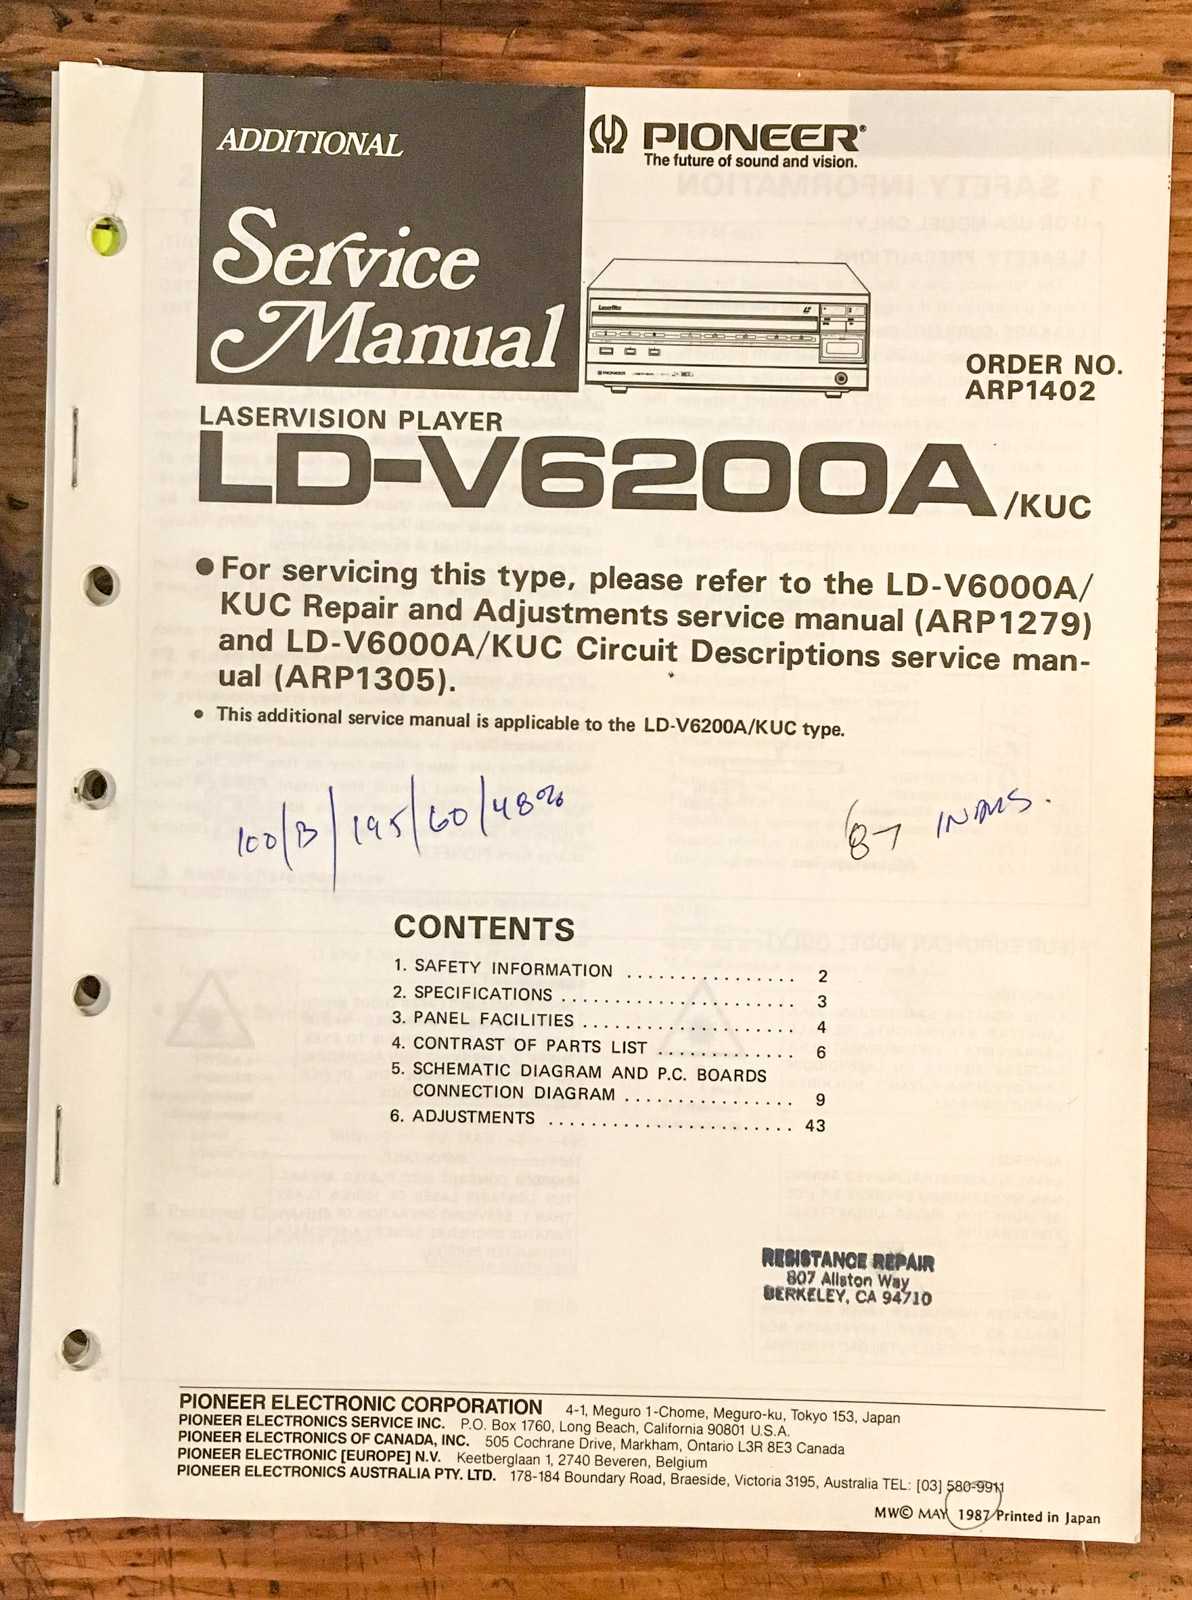 ADDITIONAL
Service
Manual
PIONEER®
The future of sound and vision.
LaserDisc
PIONEER
ORDER NO.
ARP1402
LASERVISION PLAYER
LD-V6200A/KUC
● For servicing this type, please refer to the LD-V6000A/
KUC Repair and Adjustments service manual (ARP1279)
and LD-V6000A/KUC Circuit Descriptions service man-
ual (ARP1305).
● This additional service manual is applicable to the LD-V6200A/KUC type.
100/B/195/60/48%
87
CONTENTS
1. SAFETY INFORMATION ................ 2
2. SPECIFICATIONS ...................... 3
3. PANEL FACILITIES .................... 4
4. CONTRAST OF PARTS LIST ............. 6
5. SCHEMATIC DIAGRAM AND P.C. BOARDS
CONNECTION DIAGRAM ................ 9
6. ADJUSTMENTS ....................... 43
RESISTANCE REPAIR
807 Allston Way
BERKELEY, CA 94710
PIONEER ELECTRONIC CORPORATION 4-1, Meguro 1-Chome, Meguro-ku, Tokyo 153, Japan
PIONEER ELECTRONICS SERVICE INC. P.O. Box 1760, Long Beach, California 90801 U.S.A.
PIONEER ELECTRONICS OF CANADA, INC. 505 Cochrane Drive, Markham, Ontario L3R 8E3 Canada
PIONEER ELECTRONIC [EUROPE] N.V. Keetberglaan 1, 2740 Beveren, Belgium
PIONEER ELECTRONICS AUSTRALIA PTY. LTD. 178-184 Boundary Road, Braeside, Victoria 3195, Australia TEL: [03] 580-9911
MW© MAY 1987 Printed in Japan